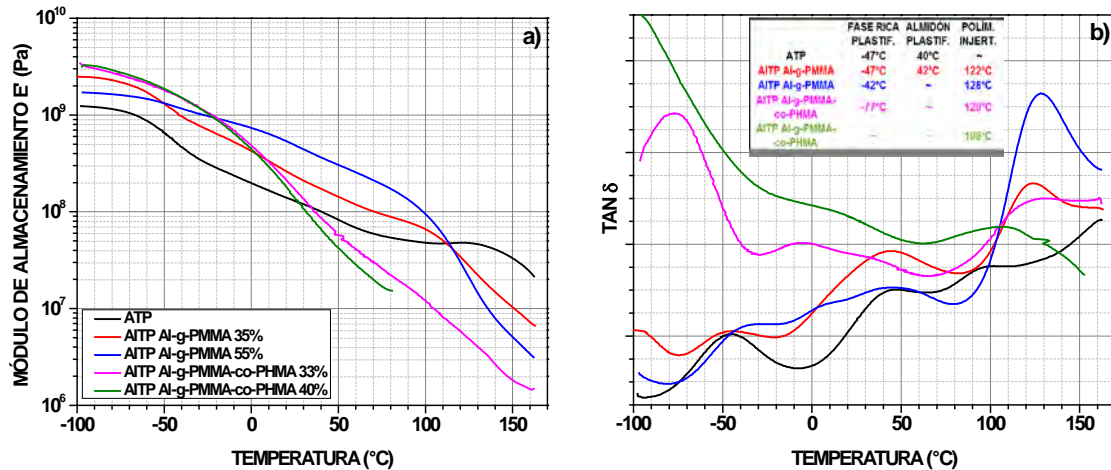 a)
MÓDULO DE ALMACENAMIENTO E' (Pa)
10^10
10^9
10^8
10^7
10^6
ATP
AITP Al-g-PMMA 35%
AITP Al-g-PMMA 55%
AITP Al-g-PMMA-co-PHMA 33%
AITP Al-g-PMMA-co-PHMA 40%
-100 -50 0 50 100 150
TEMPERATURA (°C)
b)
TAN δ
FASE RICA ALMIDÓN POLÍM.
PLASTIF. PLASTIF. INJERT.
ATP -47°C 40°C –
AITP Al-g-PMMA -47°C 42°C 122°C
AITP Al-g-PMMA -42°C – 128°C
AITP Al-g-PMMA- -77°C –
co-PHMA
AITP Al-g-PMMA- – –
co-PHMA
-100 -50 0 50 100 150
TEMPERATURA (°C)